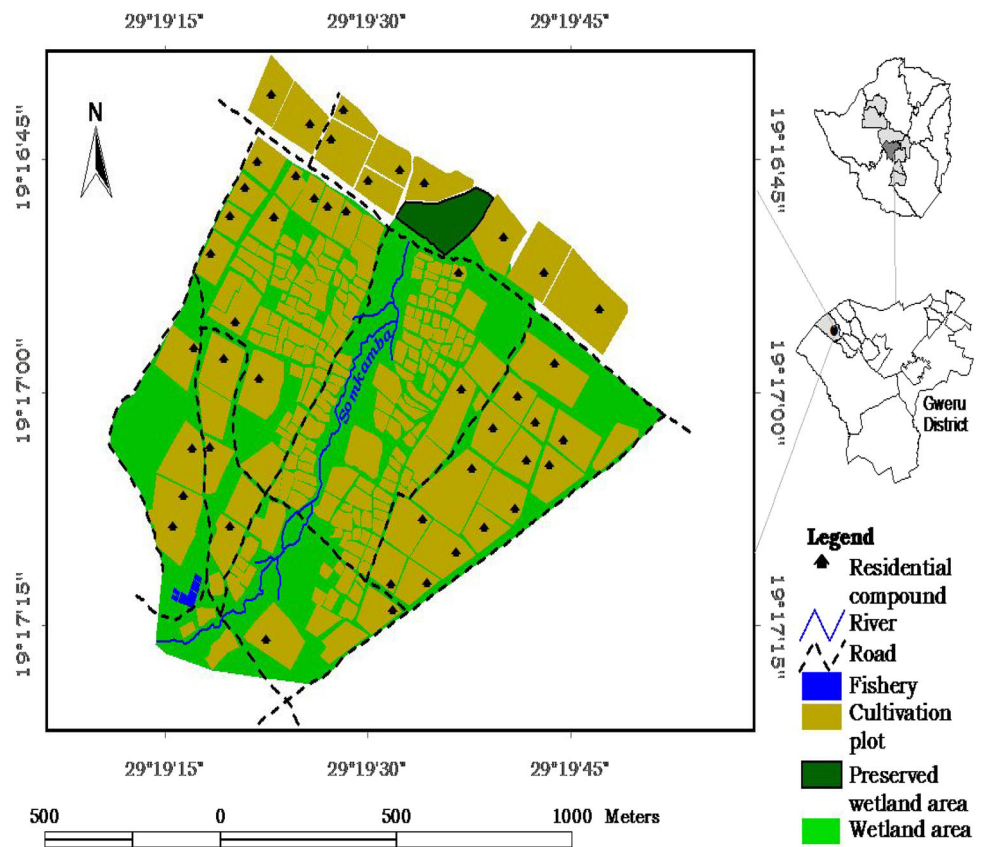 29°19'15" 29°19'30" 29°19'45"
19°16'45"
19°17'00"
19°17'15"
N
Somkamba
19°16'45"
19°17'00"
19°17'15"
Gweru
District
Legend
Residential
compound
River
Road
Fishery
Cultivation
plot
Preserved
wetland area
Wetland area
29°19'15" 29°19'30" 29°19'45"
500 0 500 1000 Meters